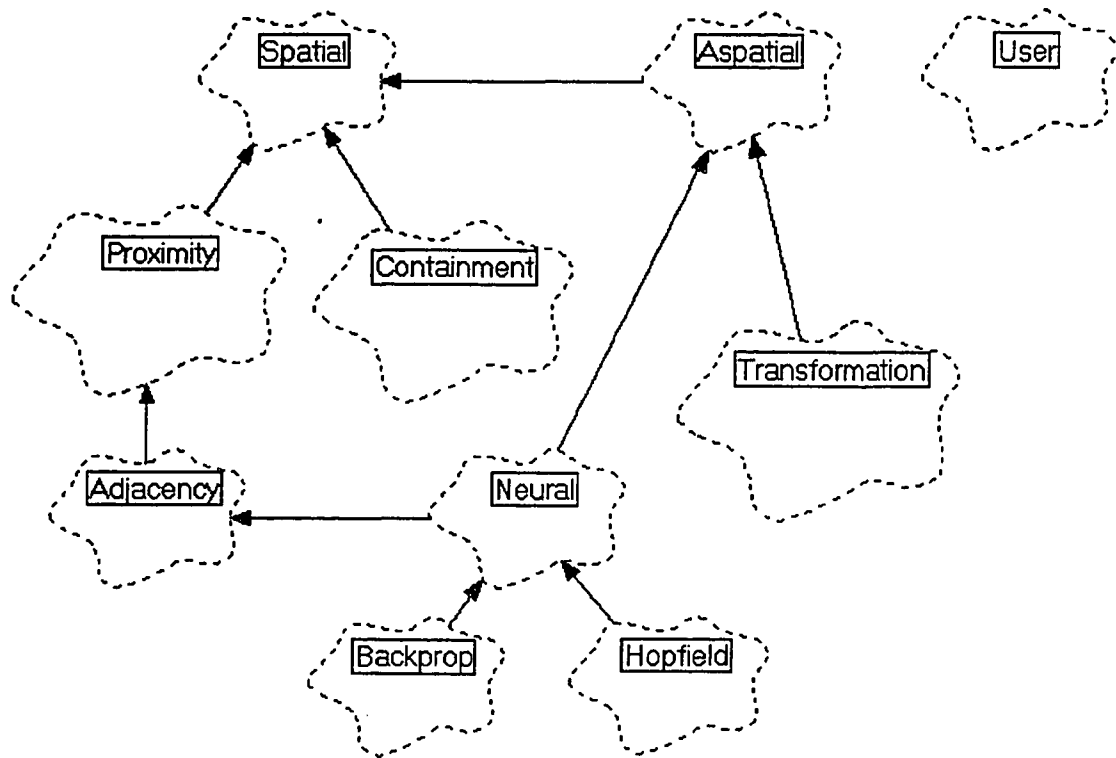 Spatial
Aspatial
User
Proximity
Containment
Transformation
Adjacency
Neural
Backprop
Hopfield